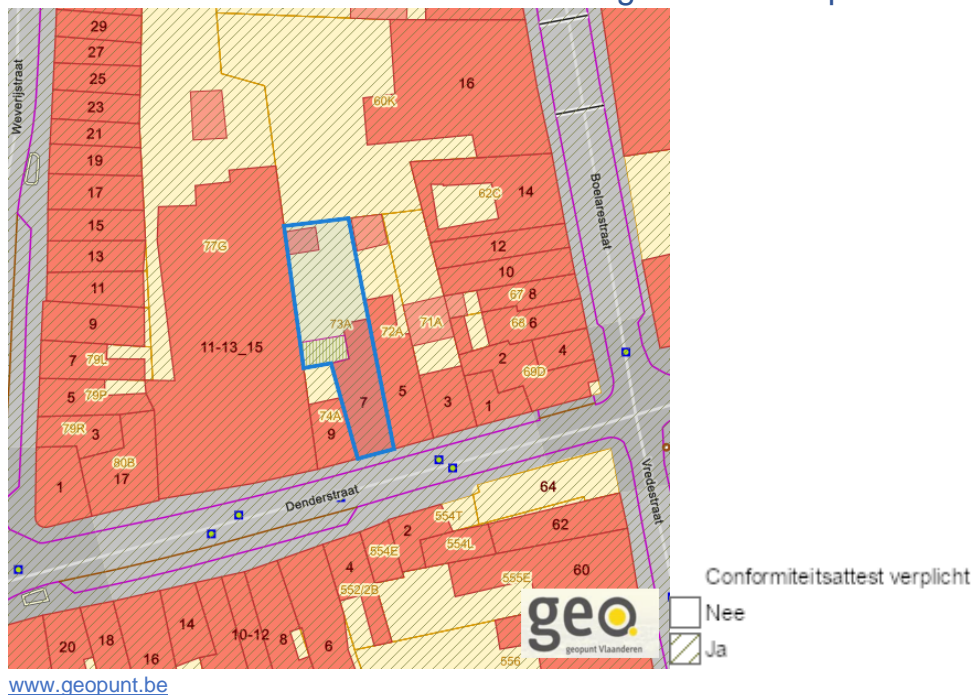 29
27
25
23
21
19
17
15
13
11
9
7 79L
5 79P
79R 3
1
80B
17
Weverijstraat
60K
16
62C 14
12
10
67 8
68 6
2
4
69D
Boelarestraat
77G
11-13_15
73A
72A
71A
74A
9
7
5
3
1
Denderstraat
Vredestraat
64
62
60
554T
554L
2
554E
4
552/2B
555E
556
20
18
16
14
10-12
8
6
geo.
geopunt Vlaanderen
Conformiteitsattest verplicht
Nee
Ja
www.geopunt.be